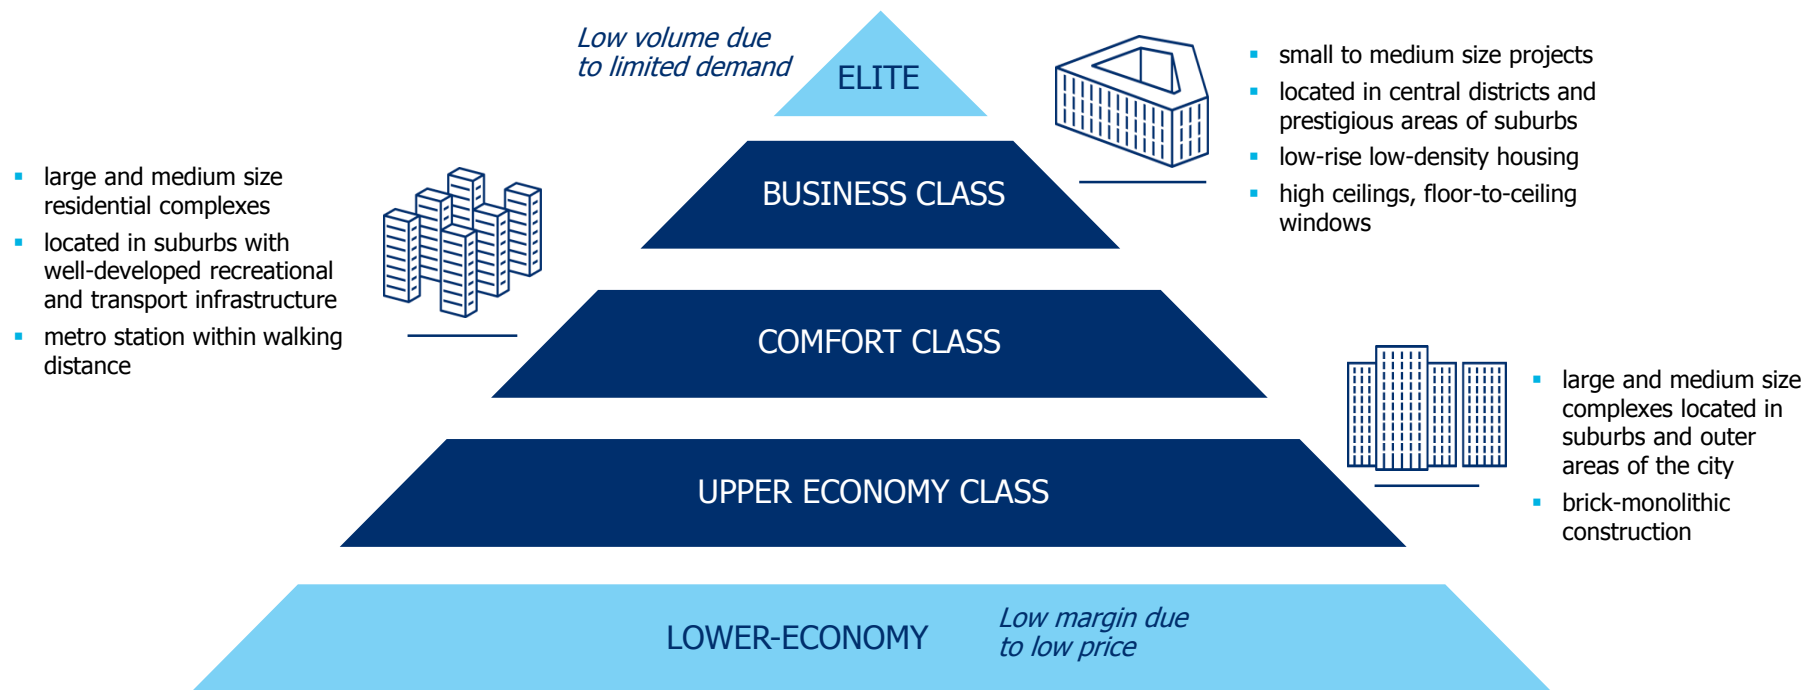 Low volume due
to limited demand
ELITE
▪ small to medium size projects
▪ located in central districts and
prestigious areas of suburbs
▪ low-rise low-density housing
▪ high ceilings, floor-to-ceiling
windows
BUSINESS CLASS
▪ large and medium size
residential complexes
▪ located in suburbs with
well-developed recreational
and transport infrastructure
▪ metro station within walking
distance
COMFORT CLASS
▪ large and medium size
complexes located in
suburbs and outer
areas of the city
▪ brick-monolithic
construction
UPPER ECONOMY CLASS
LOWER-ECONOMY
Low margin due
to low price